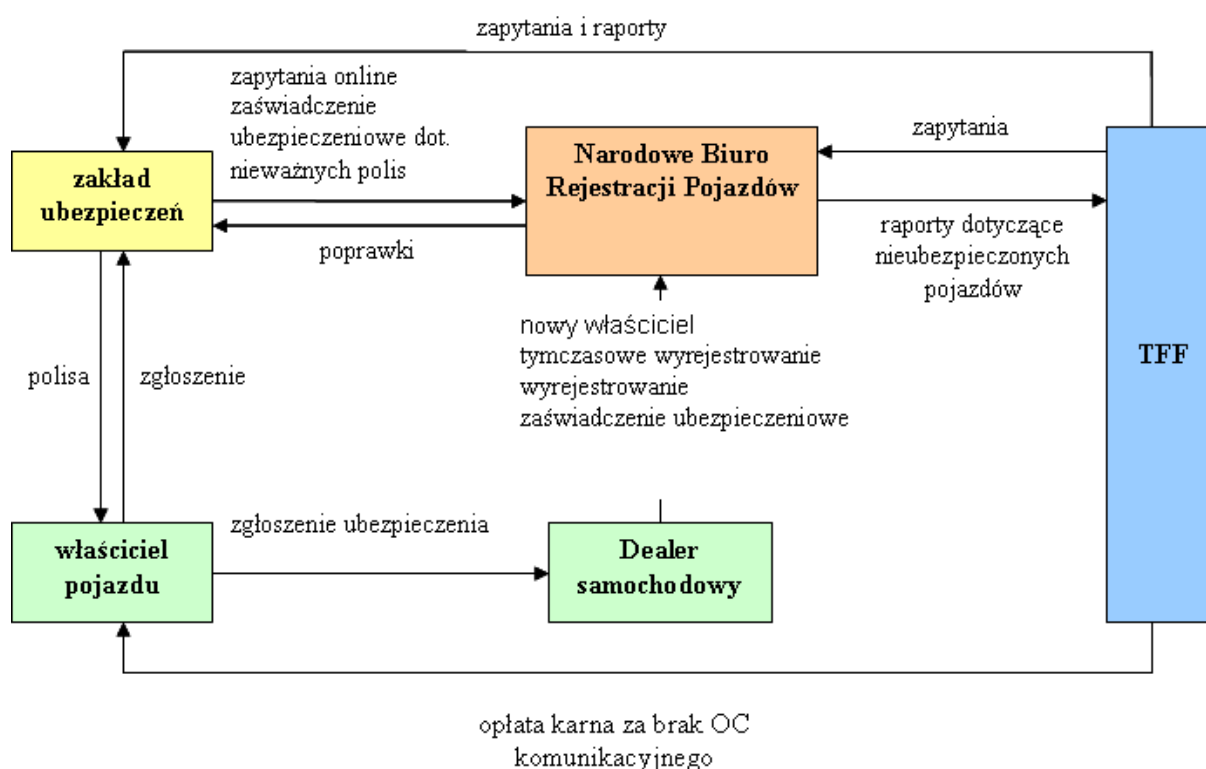 zapytania i raporty
zapytania online
zaświadczenie
ubezpieczeniowe dot.
nieważnych polis
zakład
ubezpieczeń
Narodowe Biuro
Rejestracji Pojazdów
zapytania
poprawki
raporty dotyczące
nieubezpieczonych
pojazdów
TFF
nowy właściciel
tymczasowe wyrejestrowanie
wyrejestrowanie
zaświadczenie ubezpieczeniowe
polisa
zgłoszenie
właściciel
pojazdu
zgłoszenie ubezpieczenia
Dealer
samochodowy
opłata karna za brak OC
komunikacyjnego